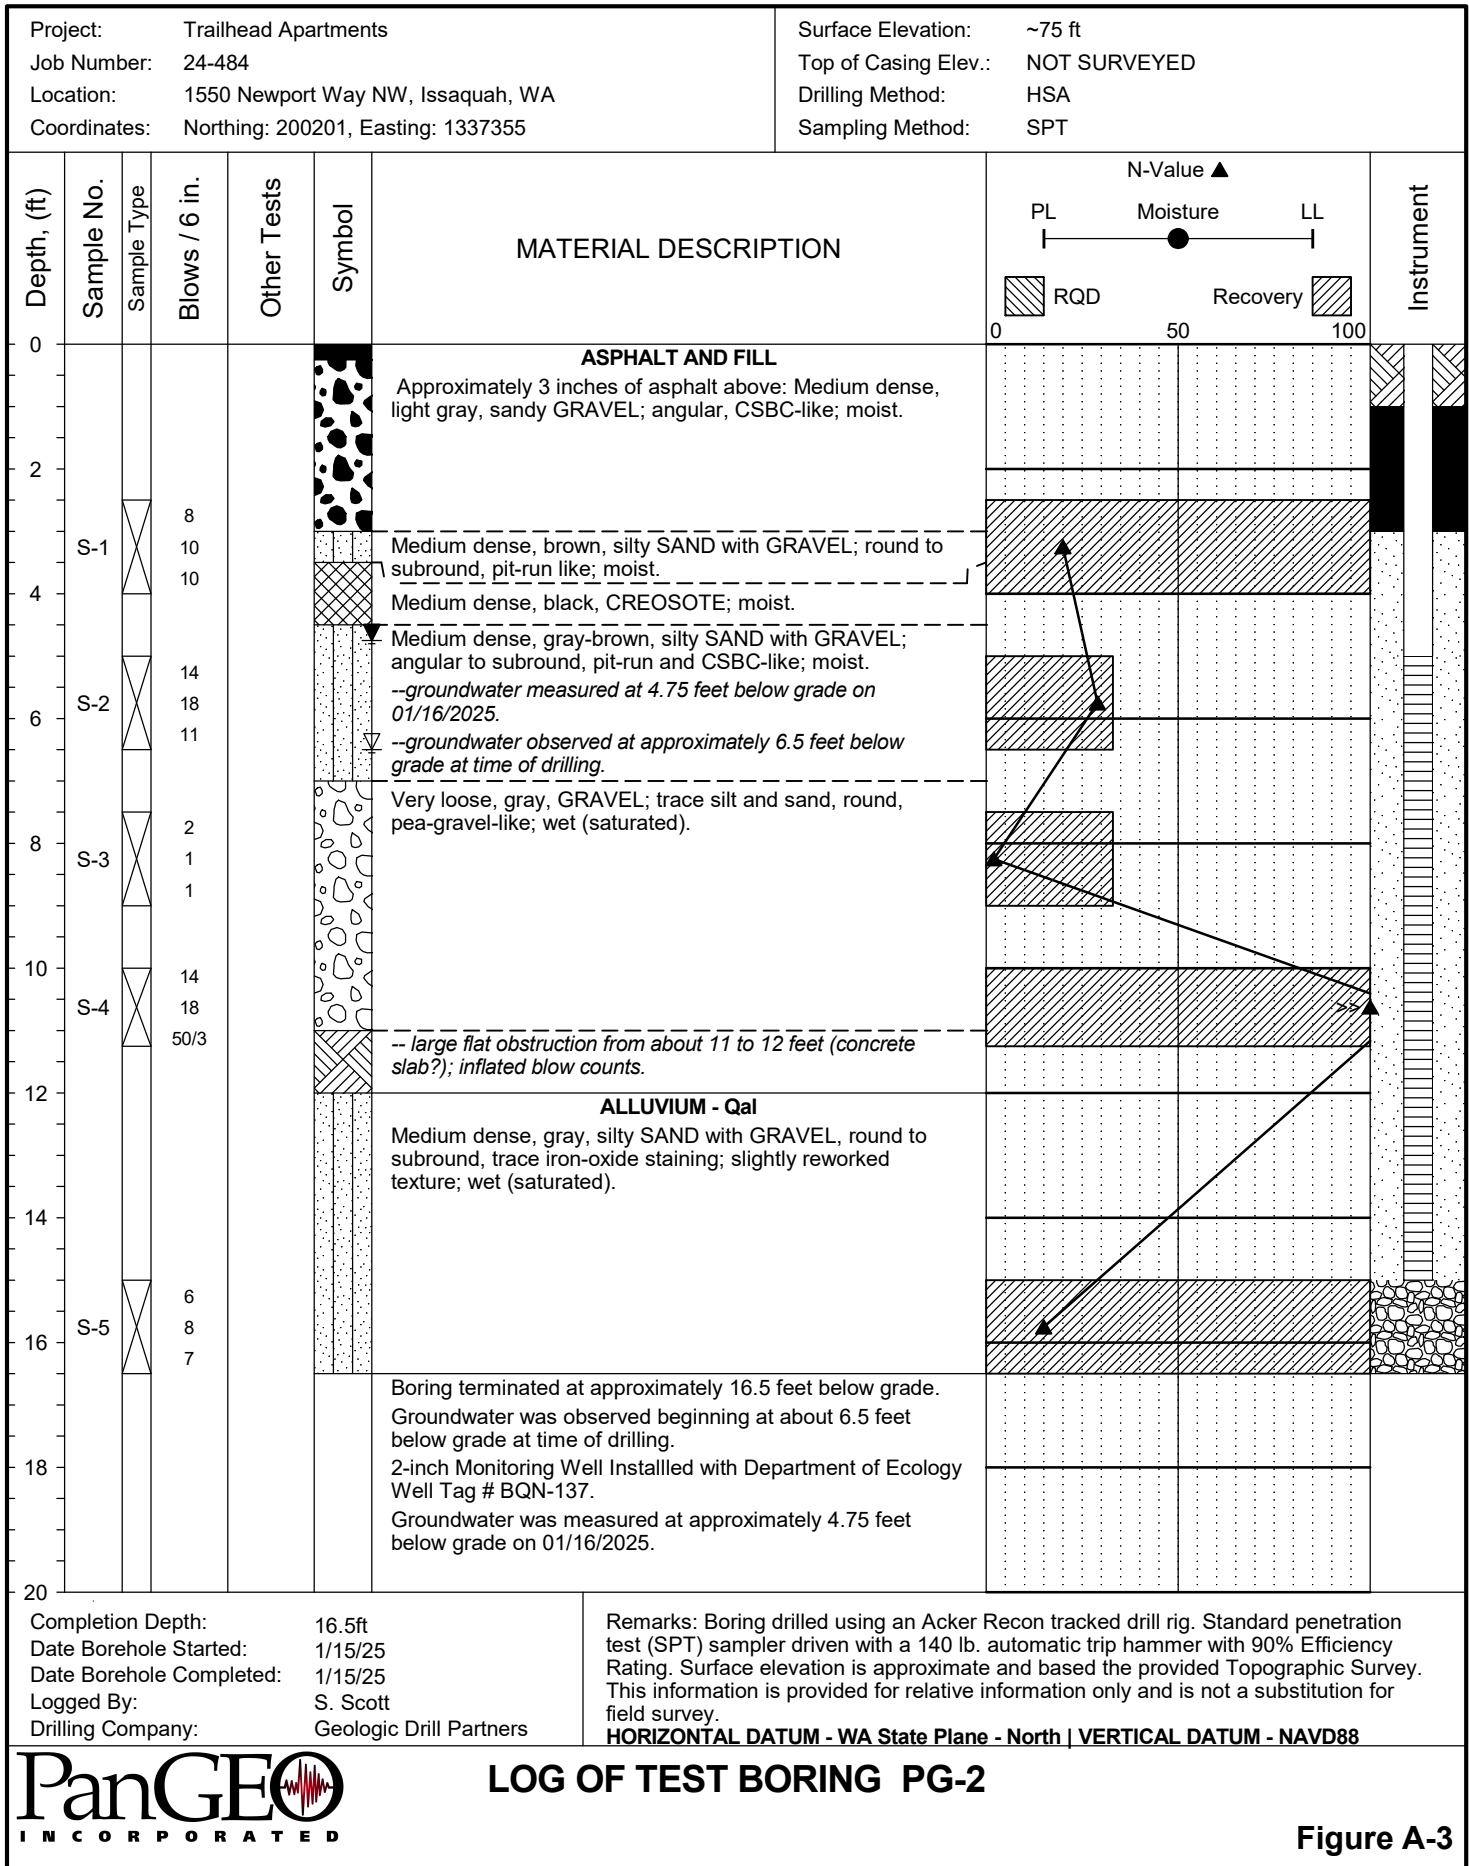 Project: Trailhead Apartments
Job Number: 24-484
Location: 1550 Newport Way NW, Issaquah, WA
Coordinates: Northing: 200201, Easting: 1337355
Surface Elevation: ~75 ft
Top of Casing Elev.: NOT SURVEYED
Drilling Method: HSA
Sampling Method: SPT
Depth, (ft)
Sample No.
Sample Type
Blows / 6 in.
Other Tests
Symbol
MATERIAL DESCRIPTION
N-Value ▲
PL Moisture LL
RQD Recovery
0 50 100
Instrument
0
ASPHALT AND FILL
Approximately 3 inches of asphalt above: Medium dense,
light gray, sandy GRAVEL; angular, CSBC-like; moist.
2
S-1
8
10
10
Medium dense, brown, silty SAND with GRAVEL; round to
subround, pit-run like; moist.
4
Medium dense, black, CREOSOTE; moist.
Medium dense, gray-brown, silty SAND with GRAVEL;
angular to subround, pit-run and CSBC-like; moist.
--groundwater measured at 4.75 feet below grade on
01/16/2025.
S-2
14
18
11
6
--groundwater observed at approximately 6.5 feet below
grade at time of drilling.
Very loose, gray, GRAVEL; trace silt and sand, round,
pea-gravel-like; wet (saturated).
8
S-3
2
1
1
10
S-4
14
18
50/3
>>
-- large flat obstruction from about 11 to 12 feet (concrete
slab?); inflated blow counts.
12
ALLUVIUM - Qal
Medium dense, gray, silty SAND with GRAVEL, round to
subround, trace iron-oxide staining; slightly reworked
texture; wet (saturated).
14
S-5
6
8
7
16
Boring terminated at approximately 16.5 feet below grade.
Groundwater was observed beginning at about 6.5 feet
below grade at time of drilling.
18
2-inch Monitoring Well Installled with Department of Ecology
Well Tag # BQN-137.
Groundwater was measured at approximately 4.75 feet
below grade on 01/16/2025.
20
Completion Depth: 16.5ft
Date Borehole Started: 1/15/25
Date Borehole Completed: 1/15/25
Logged By: S. Scott
Drilling Company: Geologic Drill Partners
Remarks: Boring drilled using an Acker Recon tracked drill rig. Standard penetration
test (SPT) sampler driven with a 140 lb. automatic trip hammer with 90% Efficiency
Rating. Surface elevation is approximate and based the provided Topographic Survey.
This information is provided for relative information only and is not a substitution for
field survey.
HORIZONTAL DATUM - WA State Plane - North | VERTICAL DATUM - NAVD88
PanGEO
INCORPORATED
LOG OF TEST BORING PG-2
Figure A-3